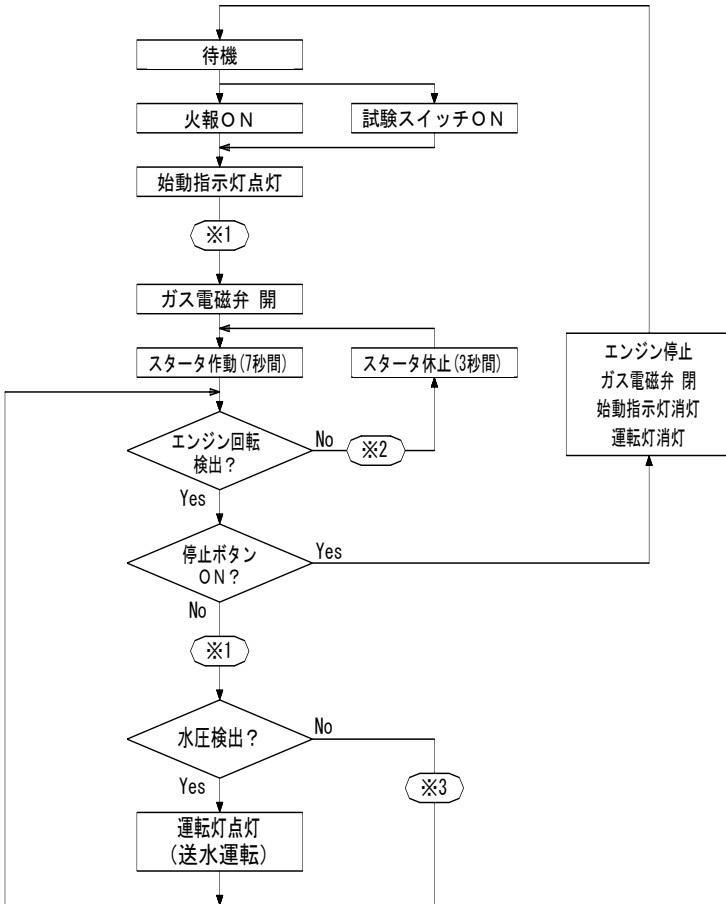 待機
火報ON
試験スイッチON
始動指示灯点灯
※1
ガス電磁弁 開
スタータ作動(7秒間)
スタータ休止(3秒間)
エンジン停止
ガス電磁弁 閉
始動指示灯消灯
運転灯消灯
エンジン回転
検出？
No
※2
Yes
停止ボタン
ON？
Yes
No
※1
水圧検出？
No
※3
Yes
運転灯点灯
(送水運転)